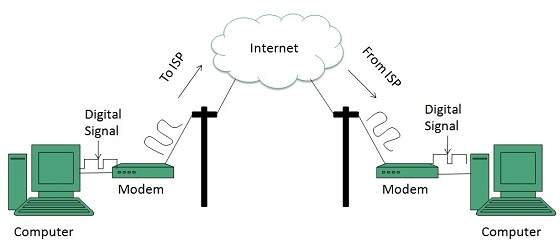 Internet
To ISP
From ISP
Digital
Signal
Digital
Signal
Modem
Modem
Computer
Computer